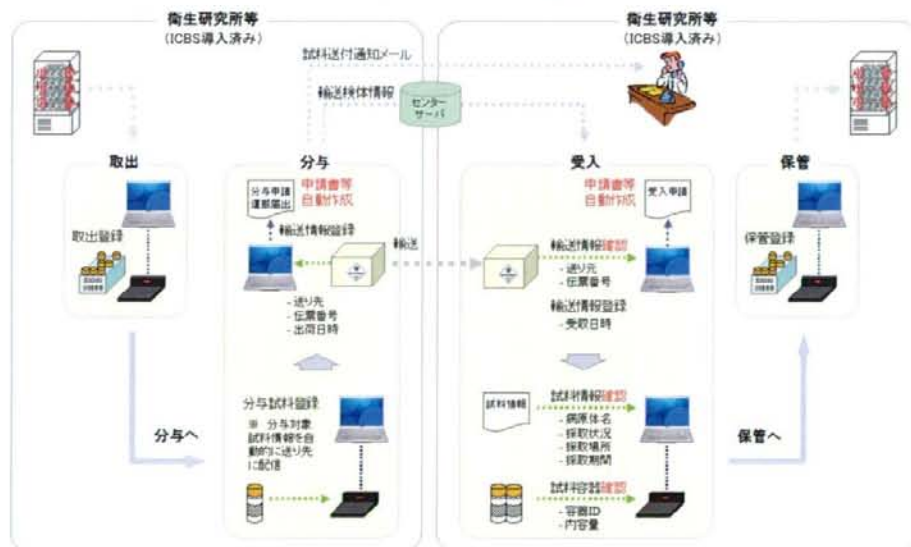 衛生研究所等
(ICBS導入済み)
衛生研究所等
(ICBS導入済み)
試料送付通知メール
輸送検体情報
センター
サーバ
取出
取出登録
分与へ
分与
分与申請
運搬届出
申請書等
自動作成
輸送情報登録
- 送り先
- 伝票番号
- 出荷日時
輸送
分与試料登録
※ 分与対象
試料情報を自
動的に送り先
に配信
受入
申請書等
自動作成
受入申請
輸送情報確認
- 送り先
- 伝票番号
輸送情報登録
- 受取日時
試料情報
試料情報確認
- 病原体名
- 採取状況
- 採取場所
- 採取期間
試料容器確認
- 容器ID
- 内容量
保管へ
保管
保管登録